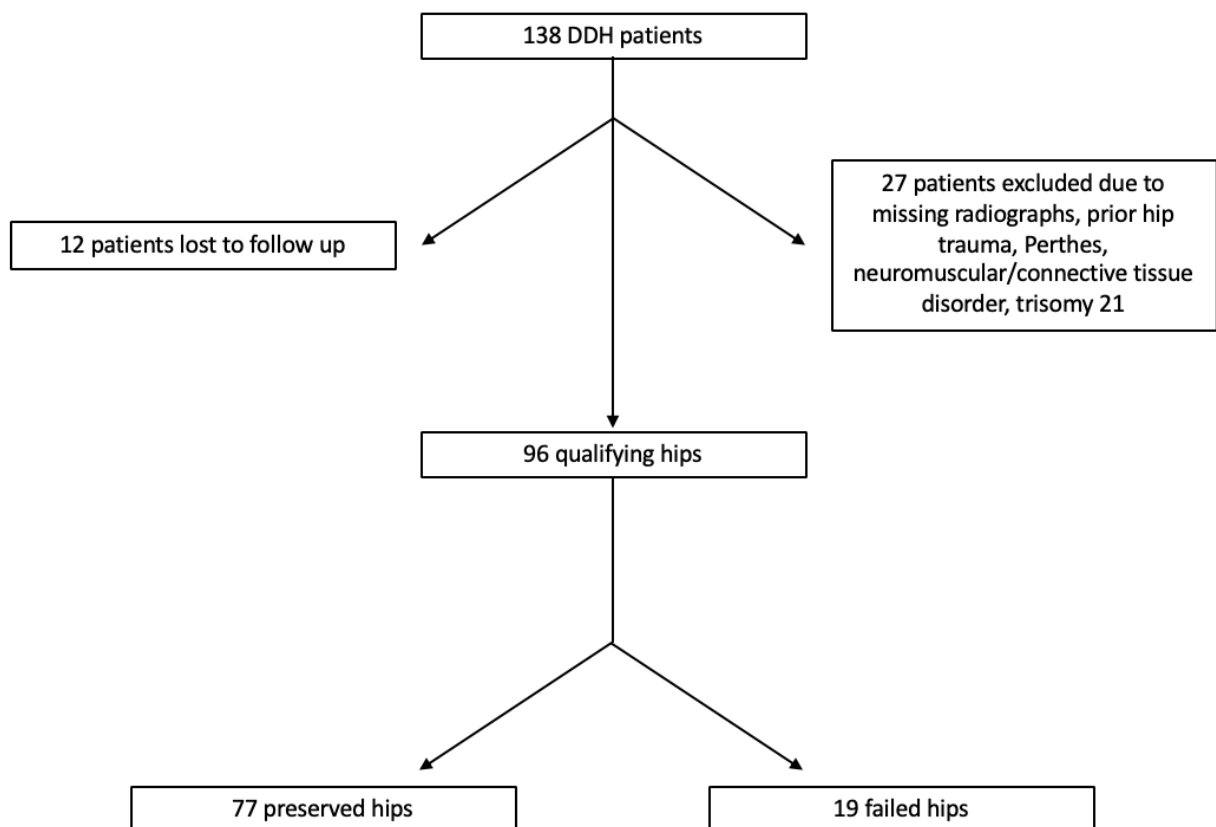 138 DDH patients
12 patients lost to follow up
27 patients excluded due to
missing radiographs, prior hip
trauma, Perthes,
neuromuscular/connective tissue
disorder, trisomy 21
96 qualifying hips
77 preserved hips
19 failed hips